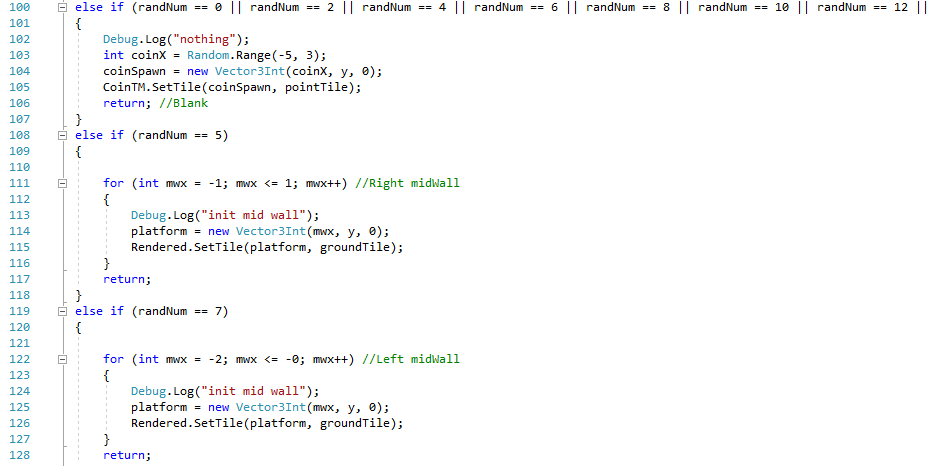 100 else if (randNum == 0 || randNum == 2 || randNum == 4 || randNum == 6 || randNum == 8 || randNum == 10 || randNum == 12 ||
101 {
102 Debug.Log("nothing");
103 int coinX = Random.Range(-5, 3);
104 coinSpawn = new Vector3Int(coinX, y, 0);
105 CoinTM.SetTile(coinSpawn, pointTile);
106 return; //Blank
107 }
108 else if (randNum == 5)
109 {
110
111 for (int mwx = -1; mwx <= 1; mwx++) //Right midWall
112 {
113 Debug.Log("init mid wall");
114 platform = new Vector3Int(mwx, y, 0);
115 Rendered.SetTile(platform, groundTile);
116 }
117 return;
118 }
119 else if (randNum == 7)
120 {
121
122 for (int mwx = -2; mwx <= -0; mwx++) //Left midWall
123 {
124 Debug.Log("init mid wall");
125 platform = new Vector3Int(mwx, y, 0);
126 Rendered.SetTile(platform, groundTile);
127 }
128 return;